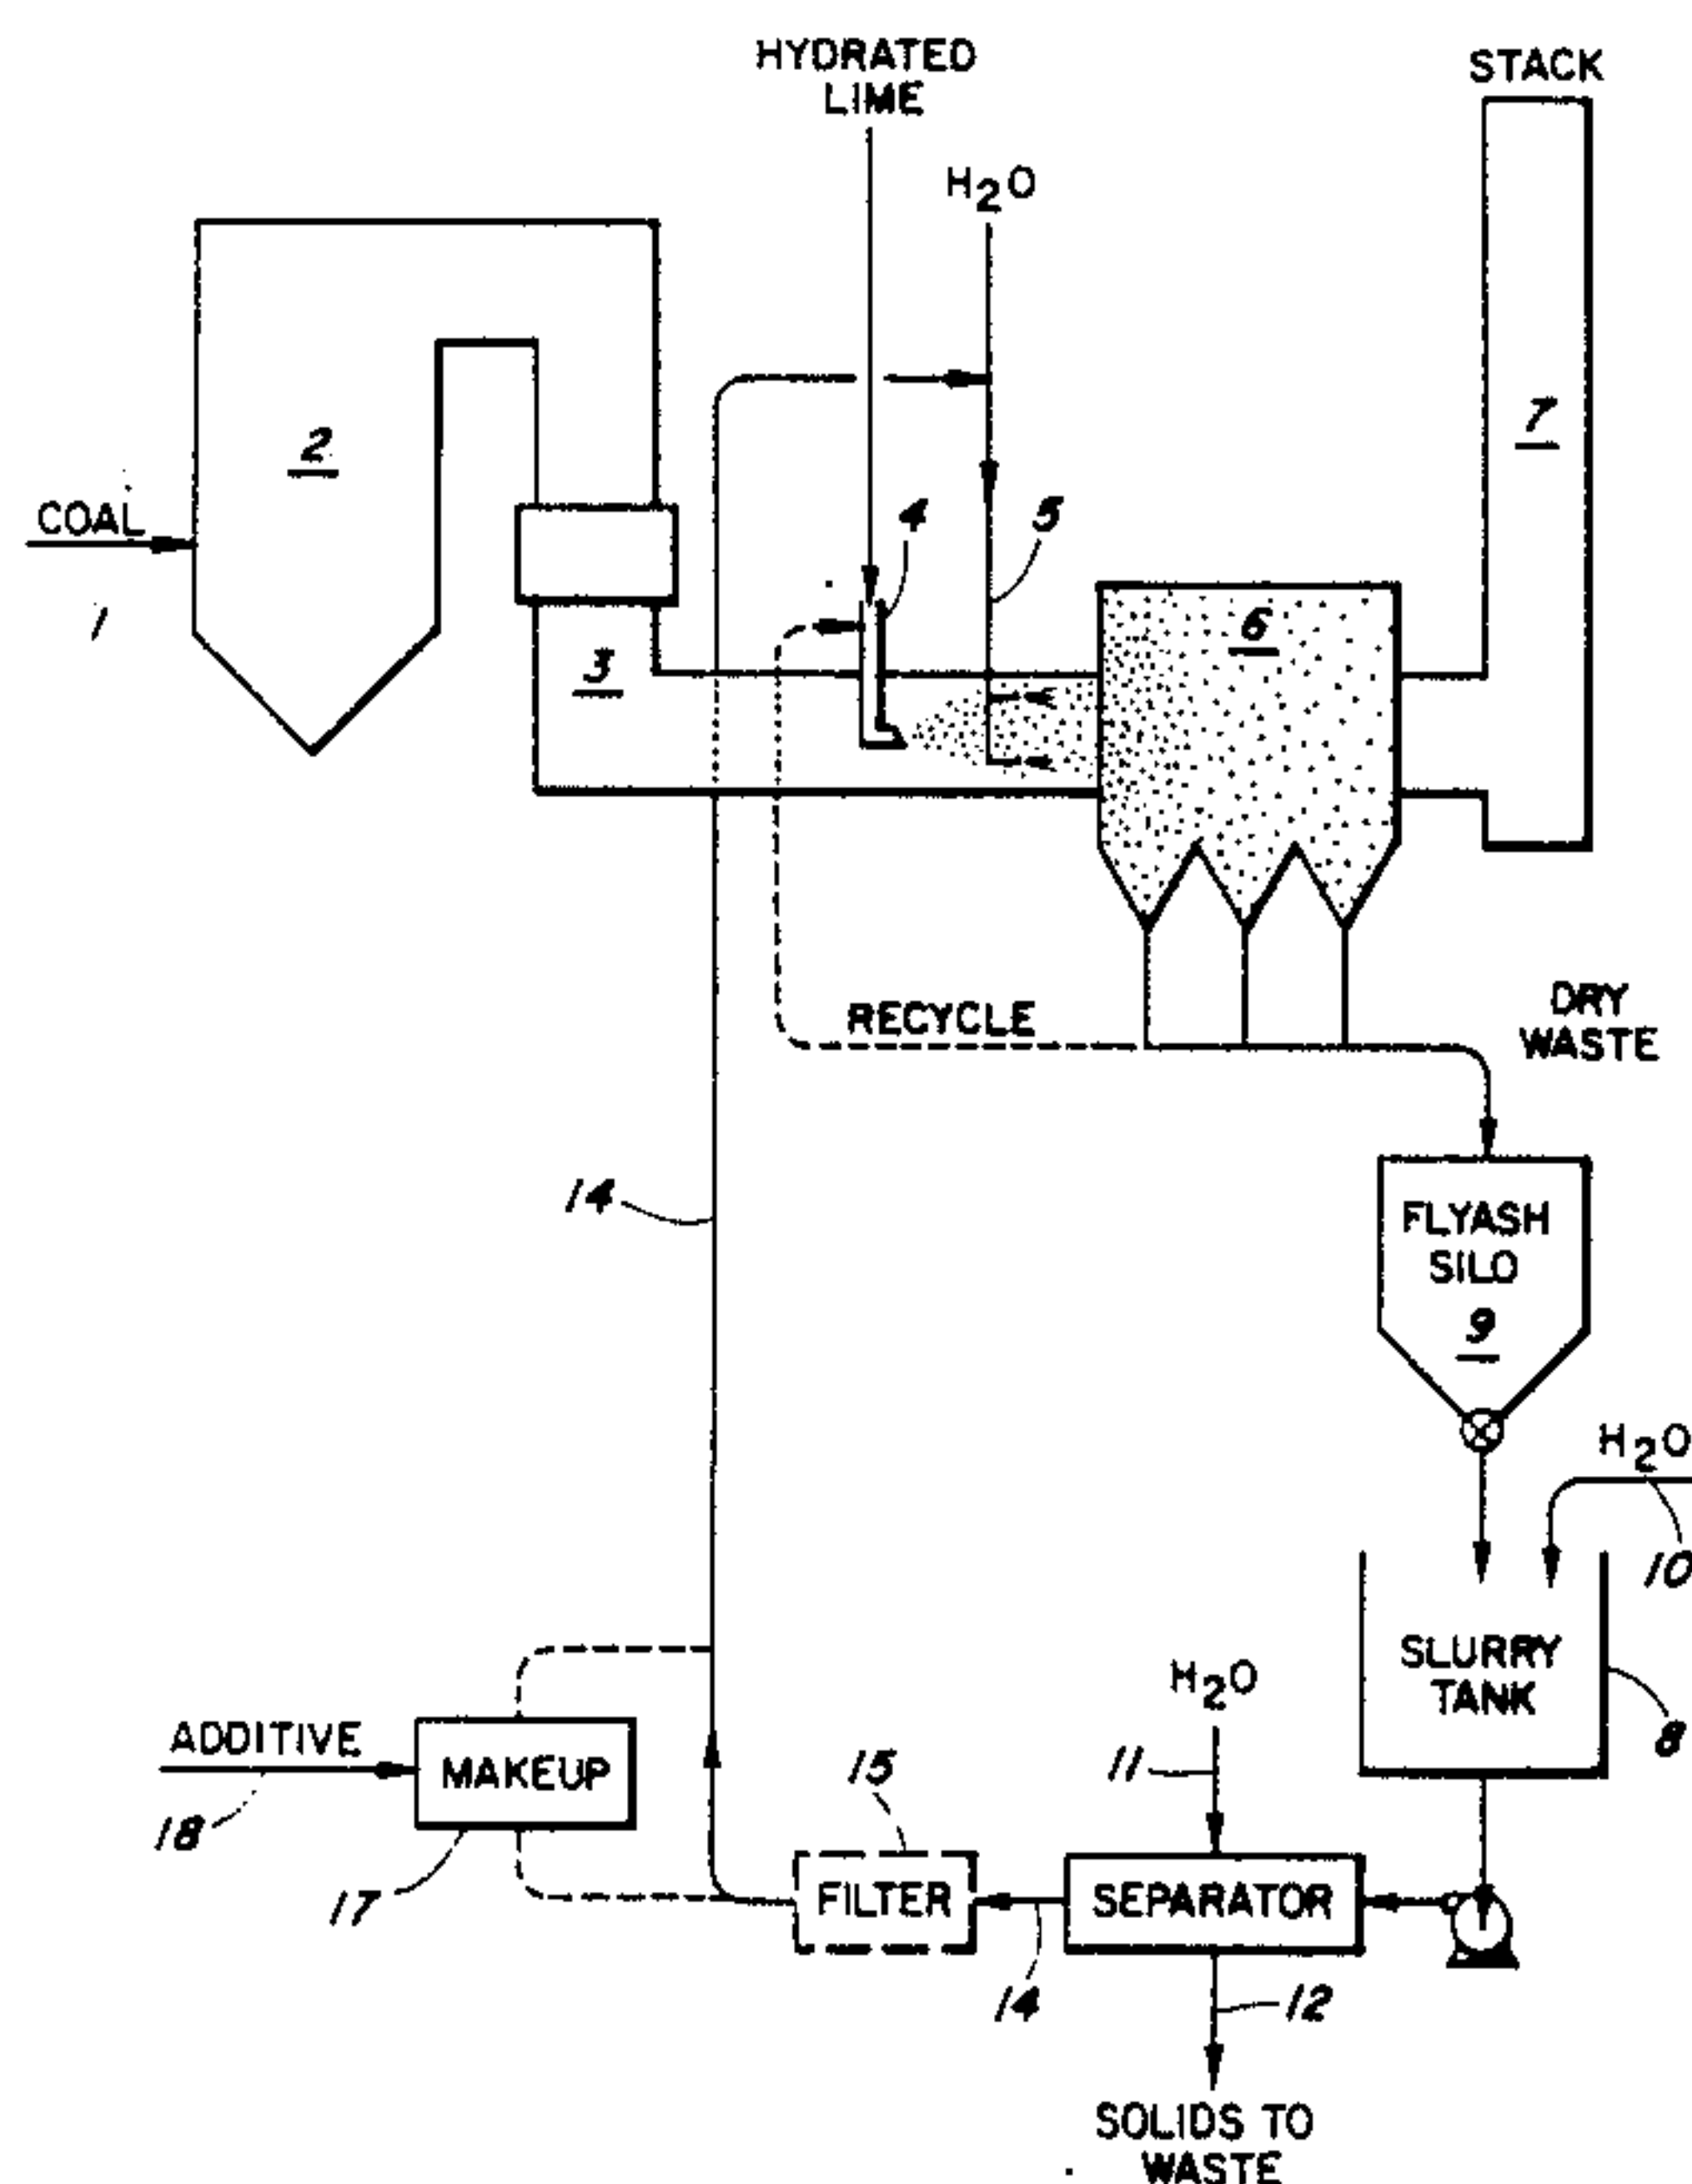 HYDRATED
LIME
STACK
H2O
7
2
COAL
4
5
1
6
3
RECYCLE
DRY
WASTE
14
FLYASH
SILO
9
H2O
10
SLURRY
TANK
H2O
8
ADDITIVE
MAKEUP
15
11
18
17
FILTER
SEPARATOR
14
12
SOLIDS TO
WASTE